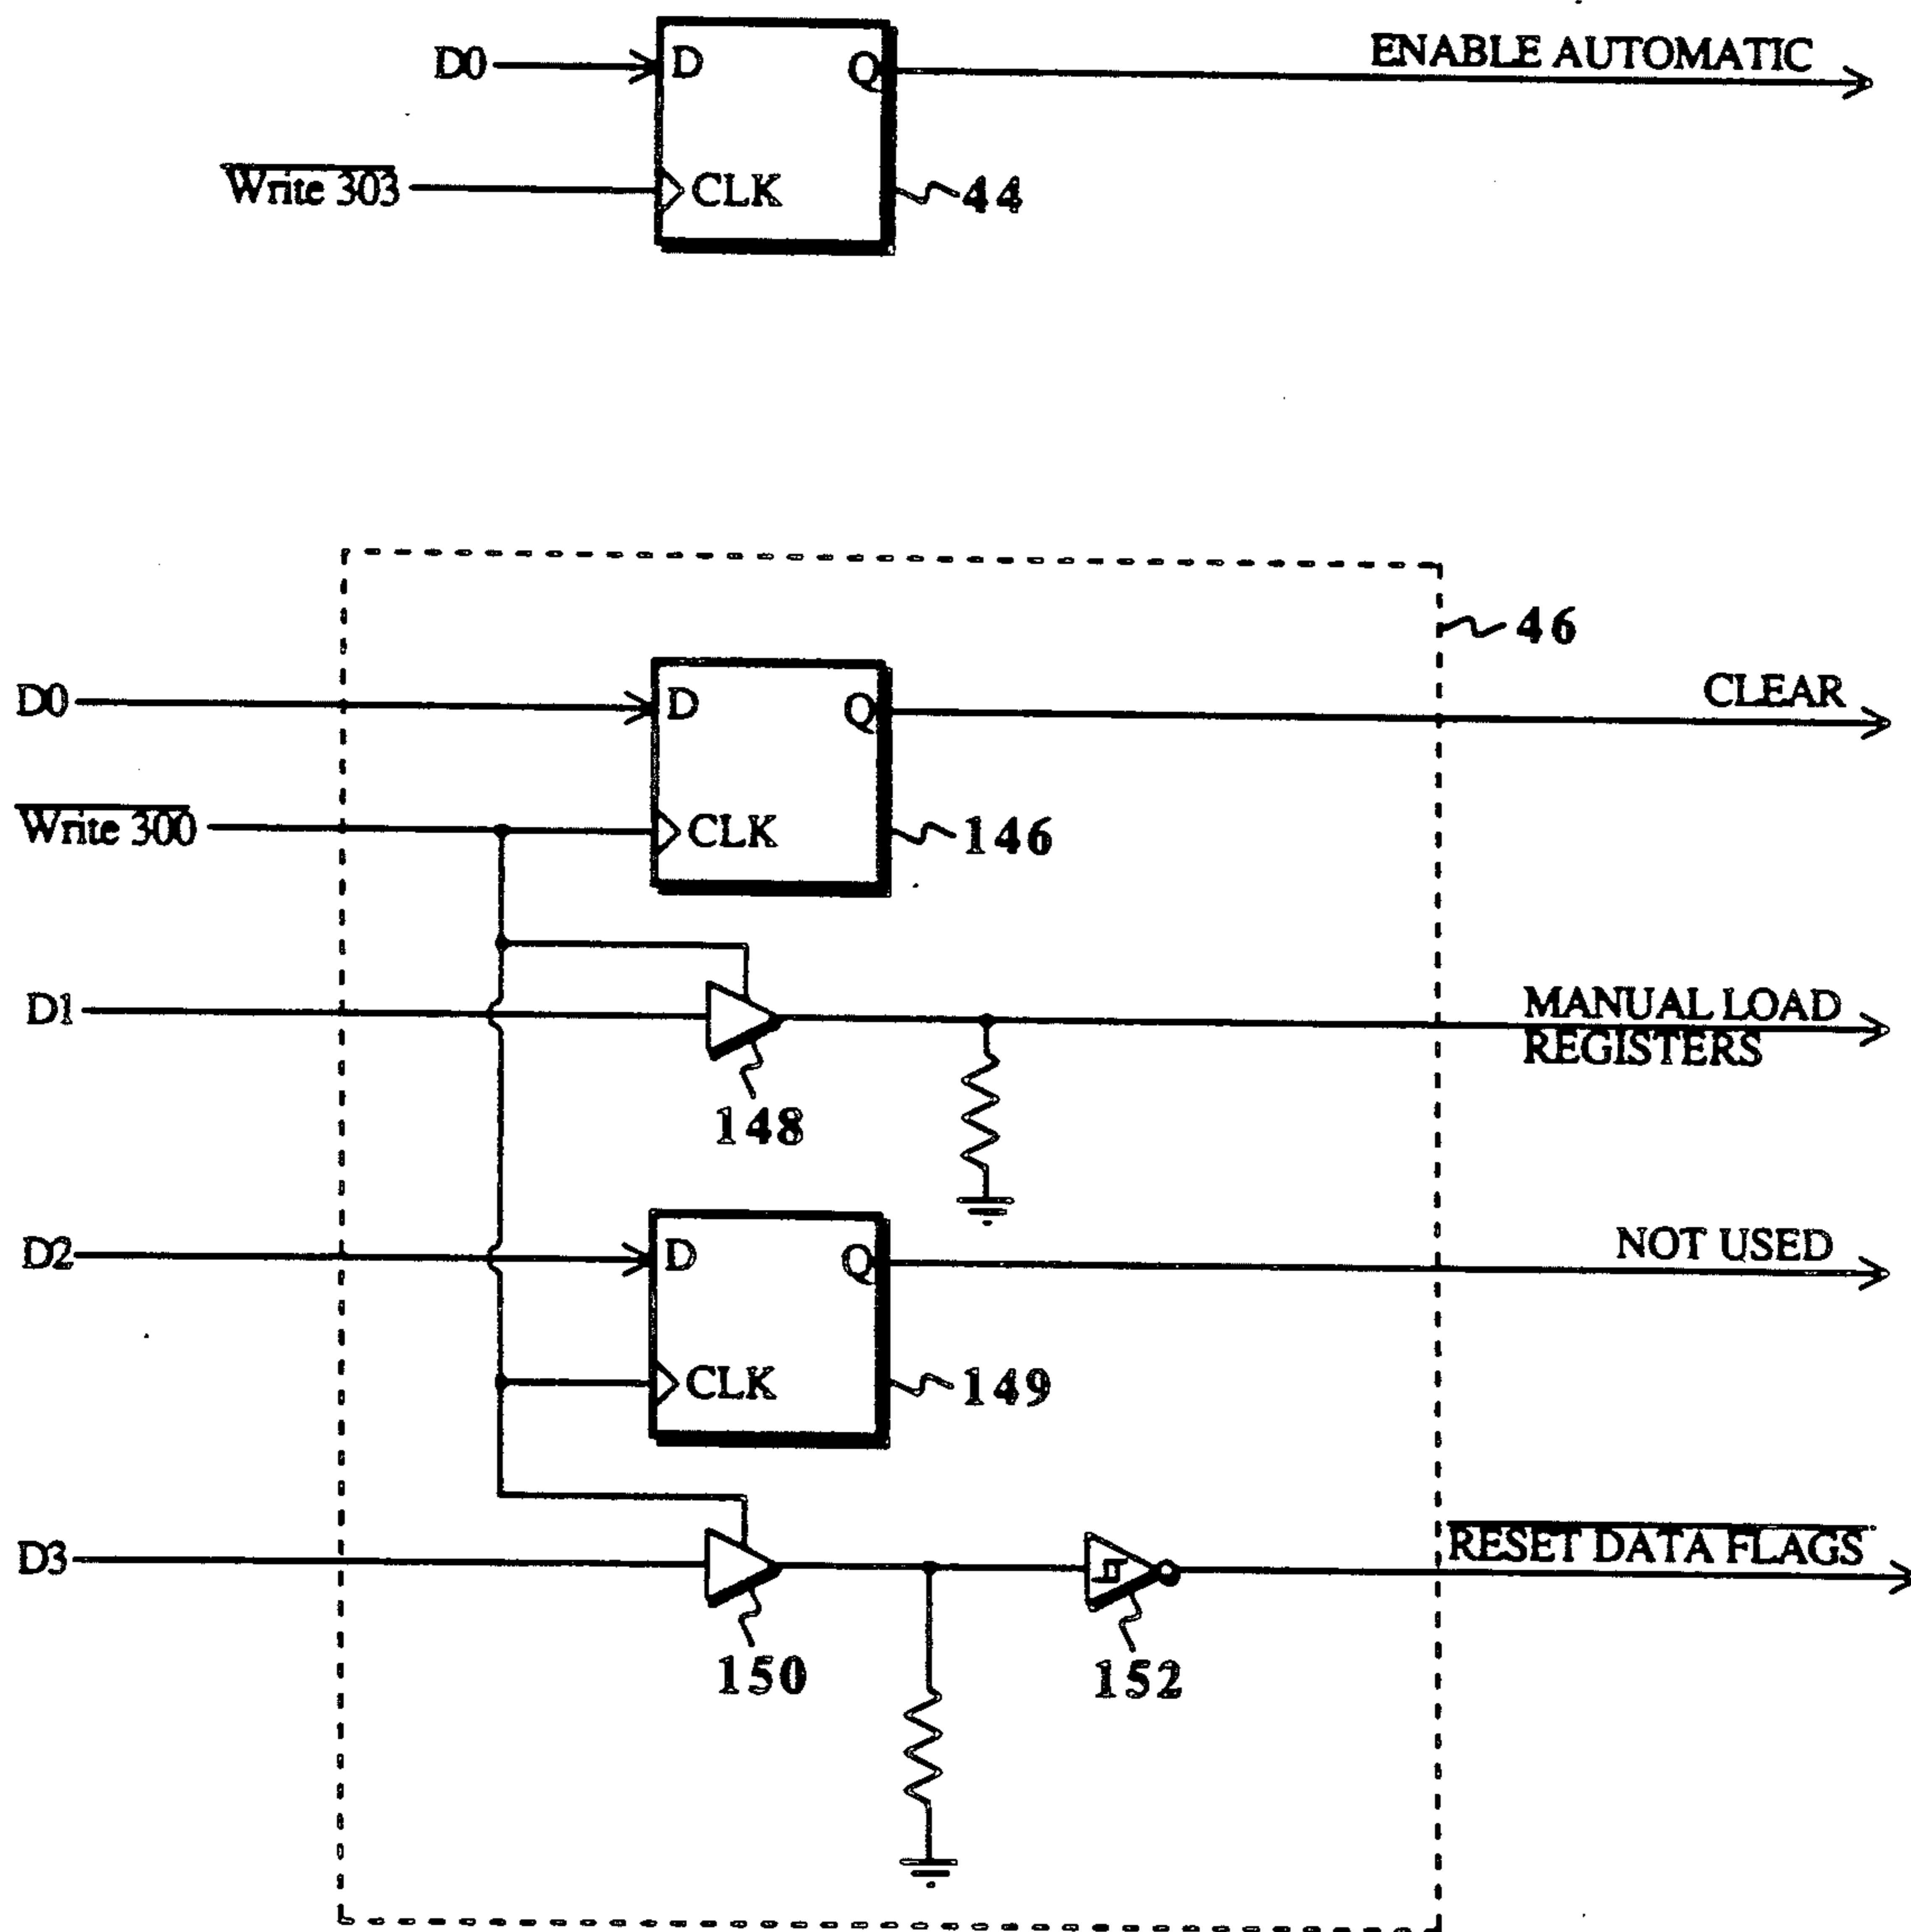 D0
D
Q
ENABLE AUTOMATIC
Write 303
CLK
44
46
D0
D
Q
CLEAR
Write 300
CLK
146
D1
MANUAL LOAD
REGISTERS
148
D2
D
Q
NOT USED
CLK
149
D3
RESET DATA FLAGS
150
152